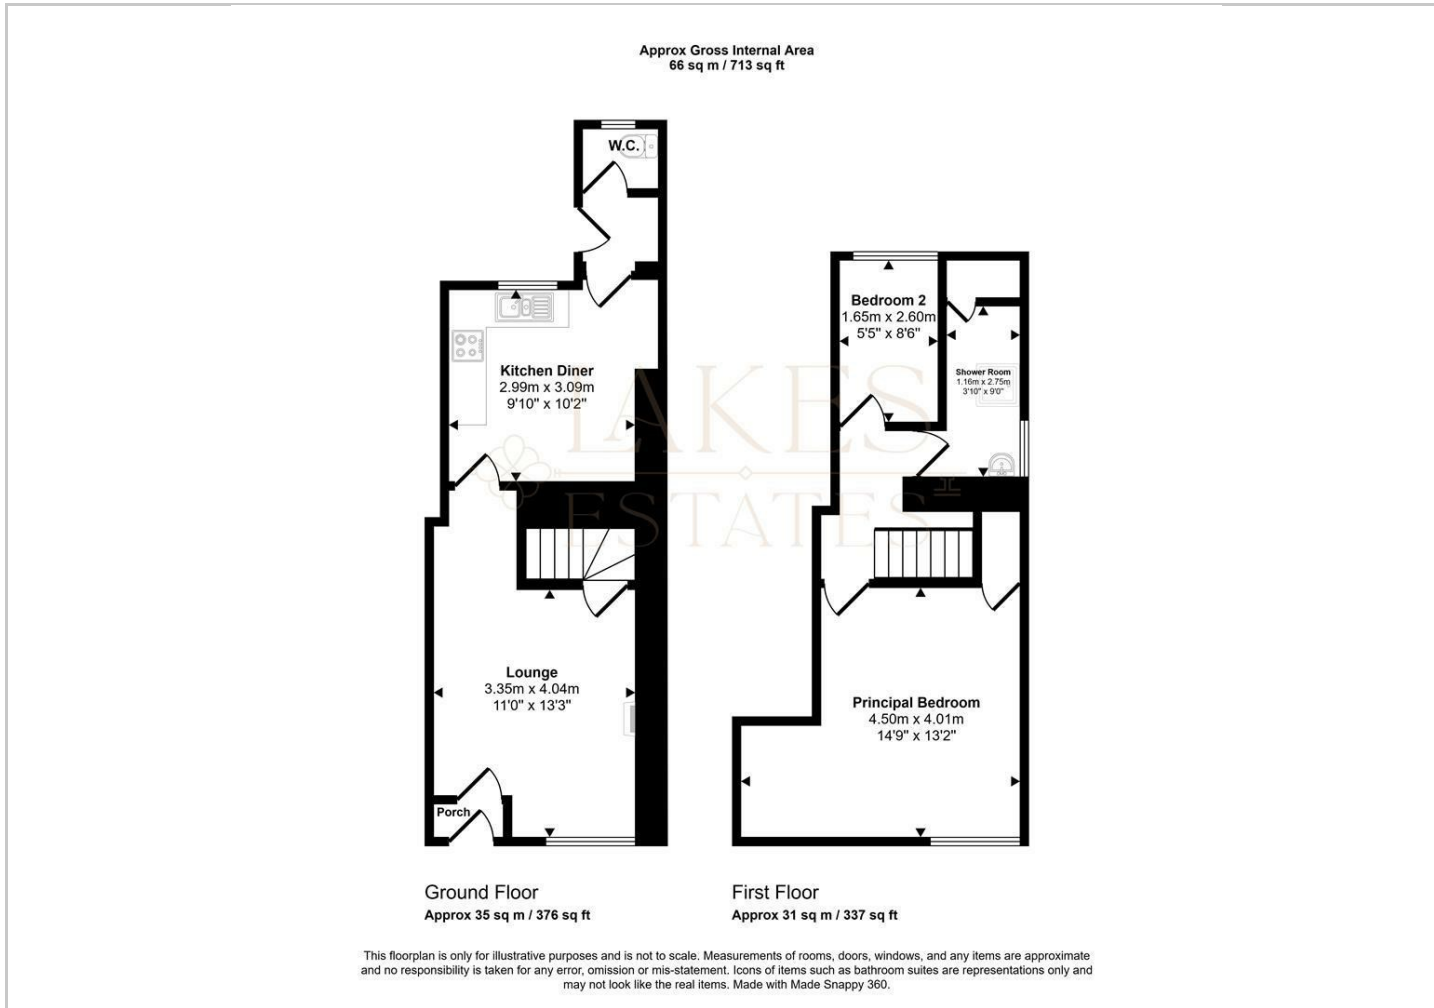 Approx Gross Internal Area
66 sq m / 713 sq ft
W.C.
Kitchen Diner
2.99m x 3.09m
9'10" x 10'2"
Lounge
3.35m x 4.04m
11'0" x 13'3"
Porch
Bedroom 2
1.65m x 2.60m
5'5" x 8'6"
Shower Room
1.16m x 2.75m
3'10" x 9'0"
Principal Bedroom
4.50m x 4.01m
14'9" x 13'2"
LAKES
ESTATES
Ground Floor
Approx 35 sq m / 376 sq ft
First Floor
Approx 31 sq m / 337 sq ft
This floorplan is only for illustrative purposes and is not to scale. Measurements of rooms, doors, windows, and any items are approximate
and no responsibility is taken for any error, omission or mis-statement. Icons of items such as bathroom suites are representations only and
may not look like the real items. Made with Made Snappy 360.